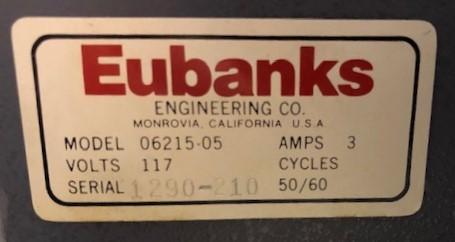 Eubanks
ENGINEERING CO.
MONROVIA, CALIFORNIA U.S.A.
MODEL 06215-05 AMPS 3
VOLTS 117 CYCLES
SERIAL 1290-210 50/60